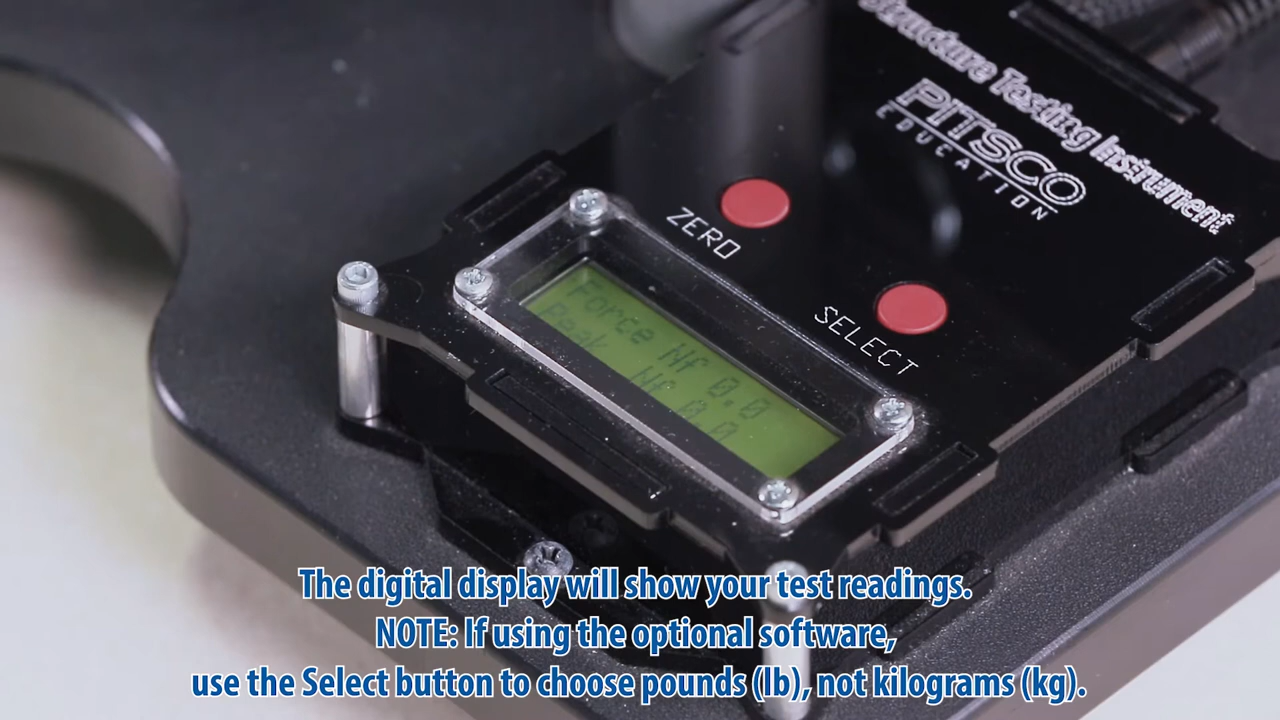 Structure Testing Instrument
PITSCO
EDUCATION
ZERO
SELECT
Force Nf 0.0
Peak Nf 0.0
The digital display will show your test readings.
NOTE: If using the optional software,
use the Select button to choose pounds (lb), not kilograms (kg).